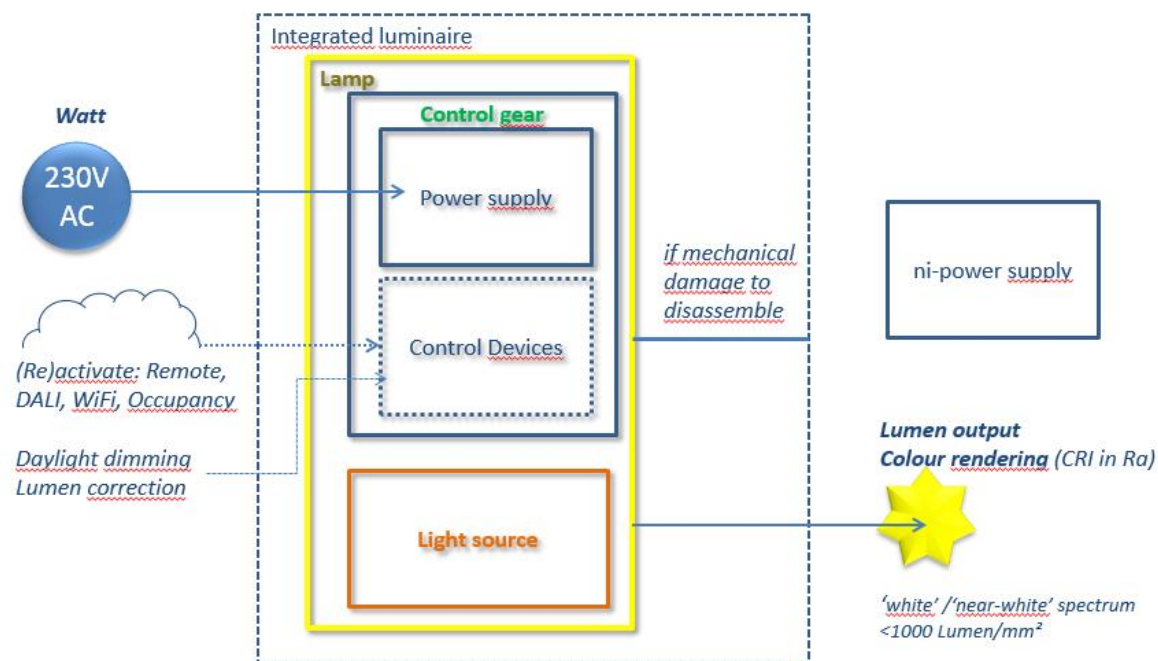 Integrated luminaire
Lamp
Control gear
Watt
230V
AC
Power supply
if mechanical
damage to
disassemble
ni-power supply
Control Devices
(Re)activate: Remote,
DALI, WiFi, Occupancy
Daylight dimming
Lumen correction
Lumen output
Colour rendering (CRI in Ra)
Light source
‘white’ /‘near-white’ spectrum
<1000 Lumen/mm²